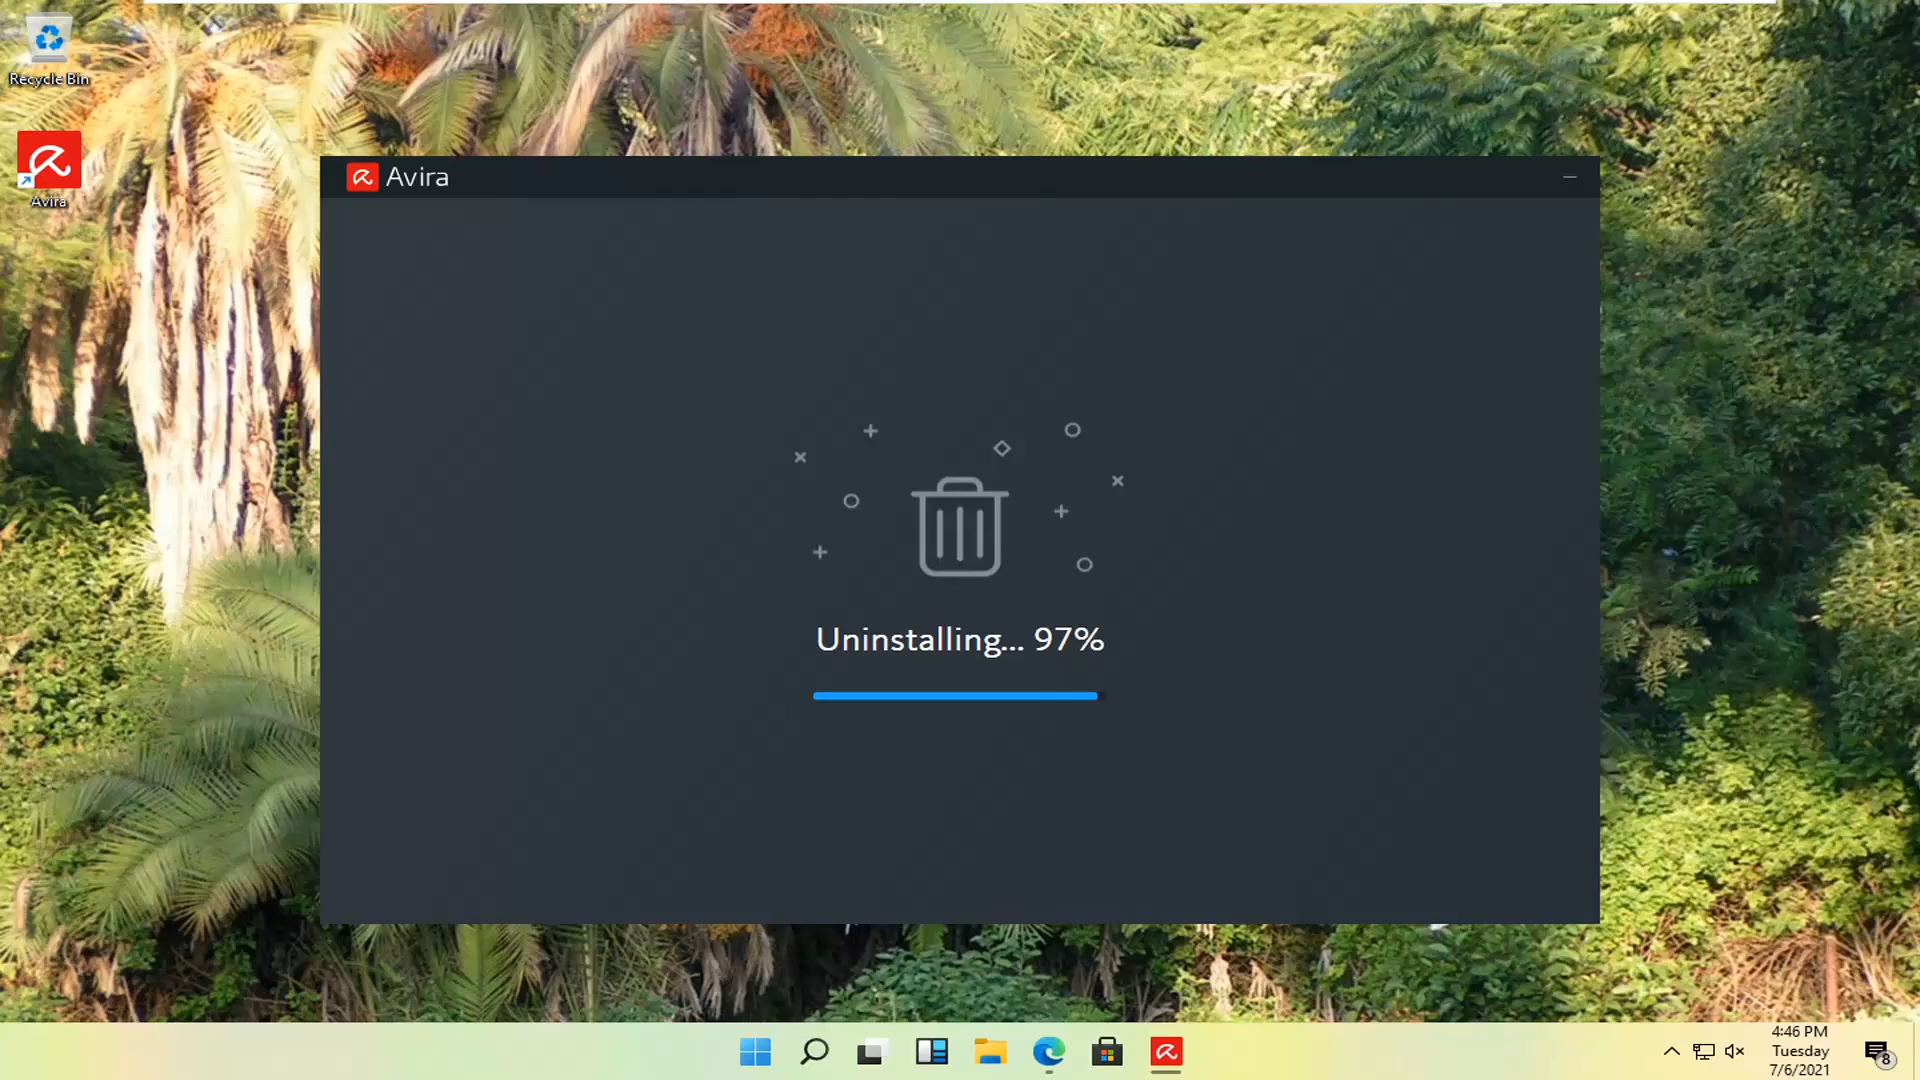 Recycle Bin
Avira
Avira
Uninstalling... 97%
4:46 PM
Tuesday
7/6/2021
8